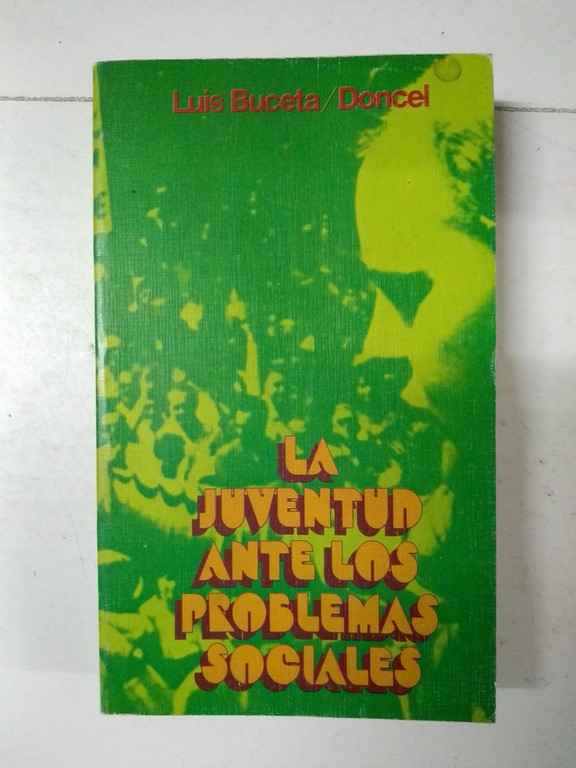 Luis Buceta/Doncel
LA
JUVENTUD
ANTE LOS
PROBLEMAS
SOCIALES